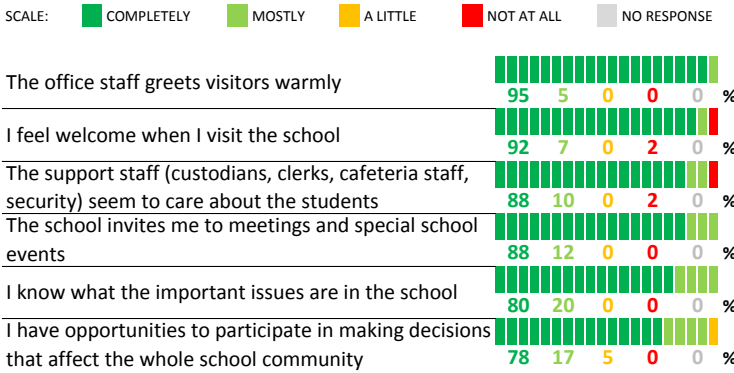 SCALE: COMPLETELY MOSTLY A LITTLE NOT AT ALL NO RESPONSE
The office staff greets visitors warmly
95 5 0 0 0 %
I feel welcome when I visit the school
92 7 0 2 0 %
The support staff (custodians, clerks, cafeteria staff,
security) seem to care about the students
88 10 0 2 0 %
The school invites me to meetings and special school
events
88 12 0 0 0 %
I know what the important issues are in the school
80 20 0 0 0 %
I have opportunities to participate in making decisions
that affect the whole school community
78 17 5 0 0 %